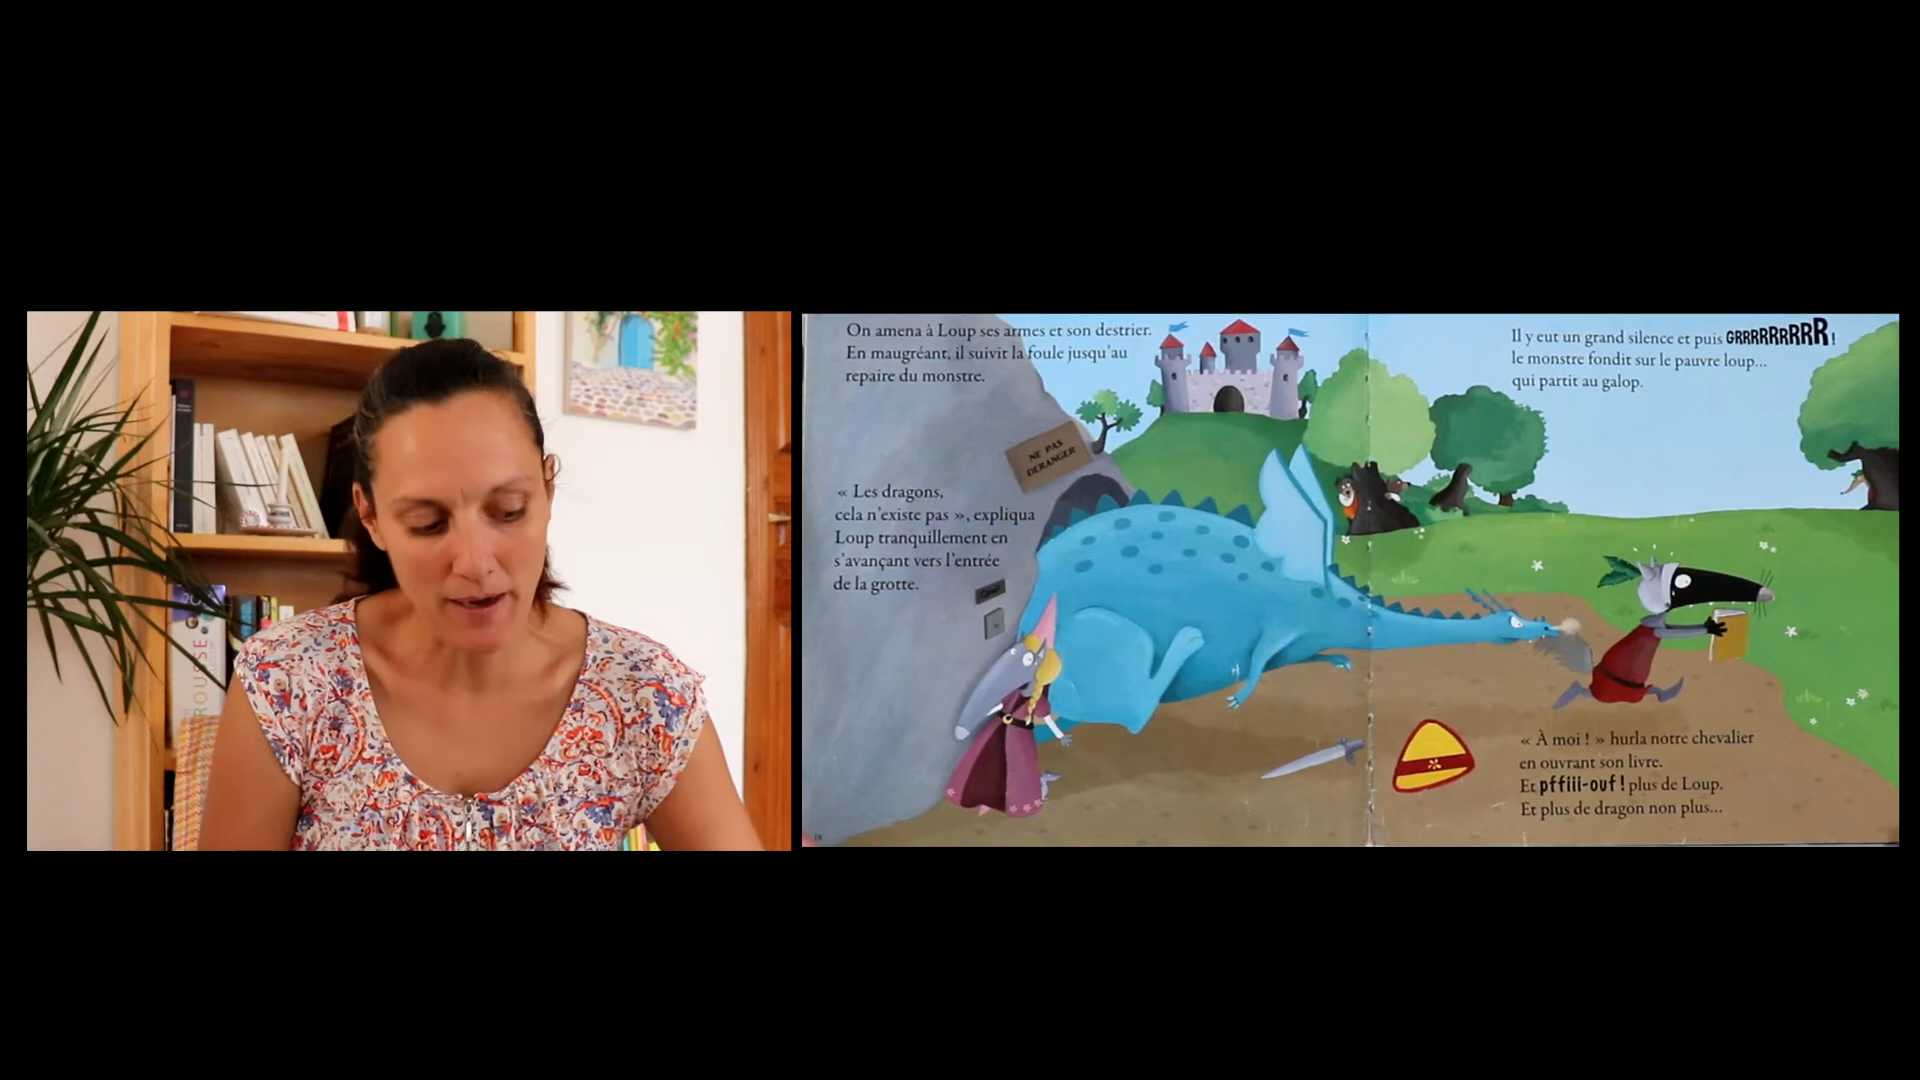 On amena à Loup ses armes et son destrier.
En maugréant, il suivit la foule jusqu'au
repaire du monstre.
NE PAS
DERANGER
« Les dragons,
cela n'existe pas », expliqua
Loup tranquillement en
s'avançant vers l'entrée
de la grotte.
Il y eut un grand silence et puis GRRRRRRRRR !
le monstre fondit sur le pauvre loup...
qui partit au galop.
« À moi ! » hurla notre chevalier
en ouvrant son livre.
Et pffiii-ouf ! plus de Loup.
Et plus de dragon non plus...
ROUSSE